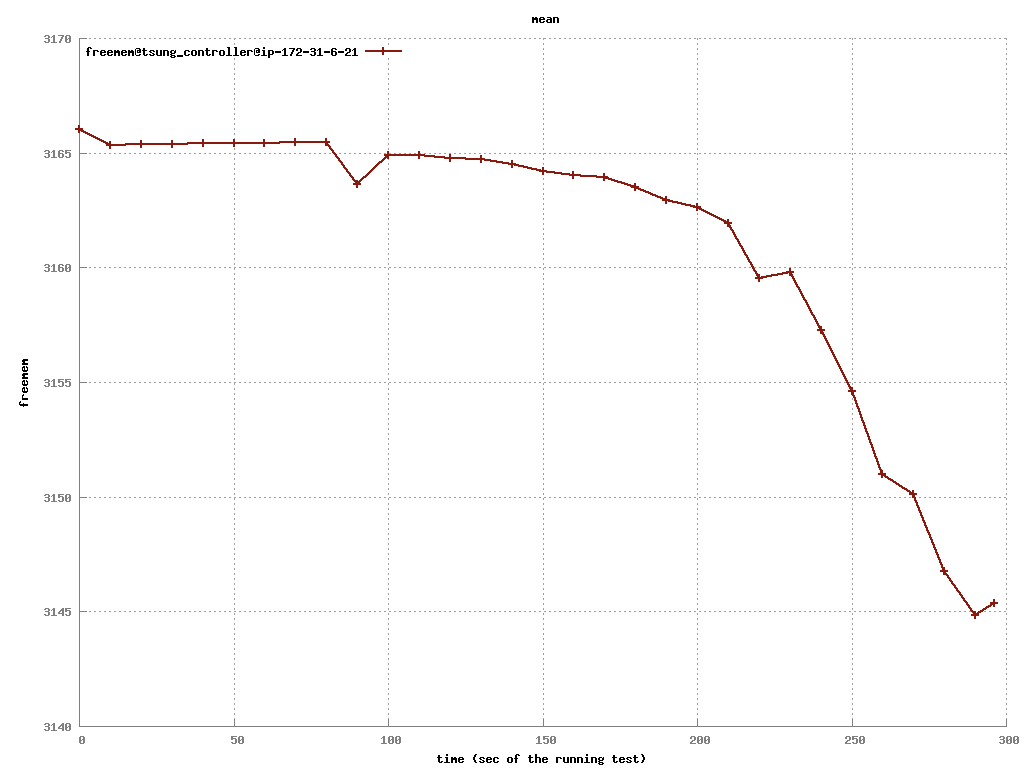 mean
3170
freemem@tsung_controller@ip-172-31-6-21
3165
3160
3155
freemem
3150
3145
3140
0 50 100 150 200 250 300
time (sec of the running test)